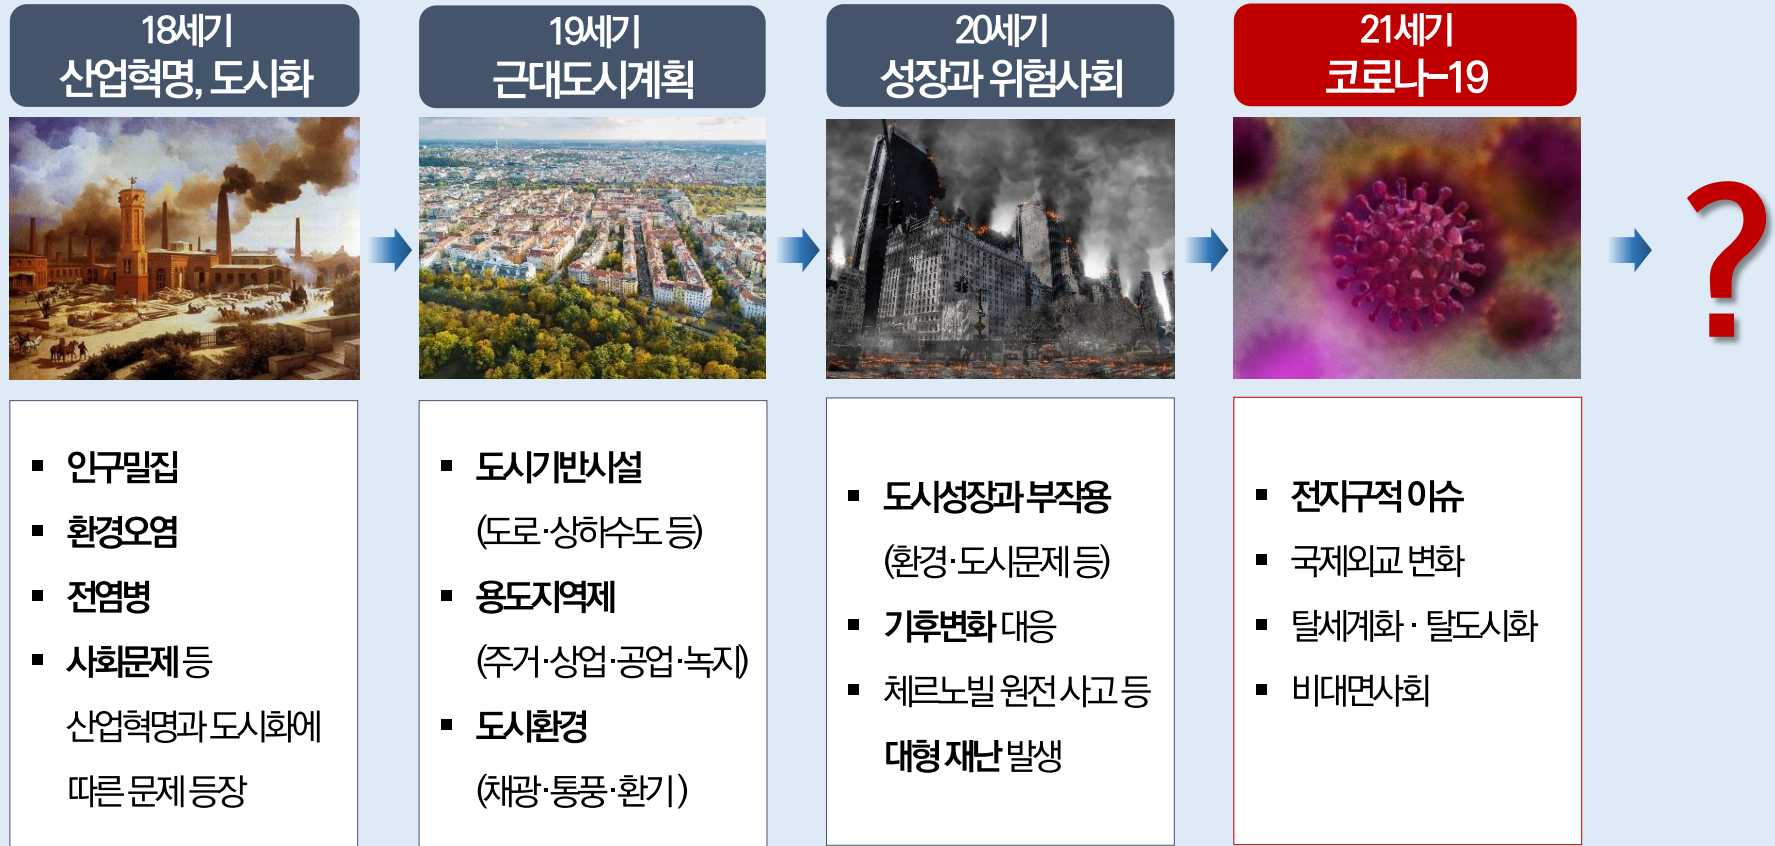 18세기
산업혁명, 도시화
■ 인구밀집
■ 환경오염
■ 전염병
■ 사회문제 등
산업혁명과 도시화에
따른 문제 등장
19세기
근대도시계획
■ 도시기반시설
(도로·상하수도 등)
■ 용도지역제
(주거·상업·공업·녹지)
■ 도시환경
(채광·통풍·환기 )
20세기
성장과 위험사회
■ 도시성장과 부작용
(환경·도시문제 등)
■ 기후변화 대응
■ 체르노빌 원전 사고 등
대형 재난 발생
21세기
코로나-19
■ 전지구적 이슈
■ 국제외교 변화
■ 탈세계화 · 탈도시화
■ 비대면사회
?